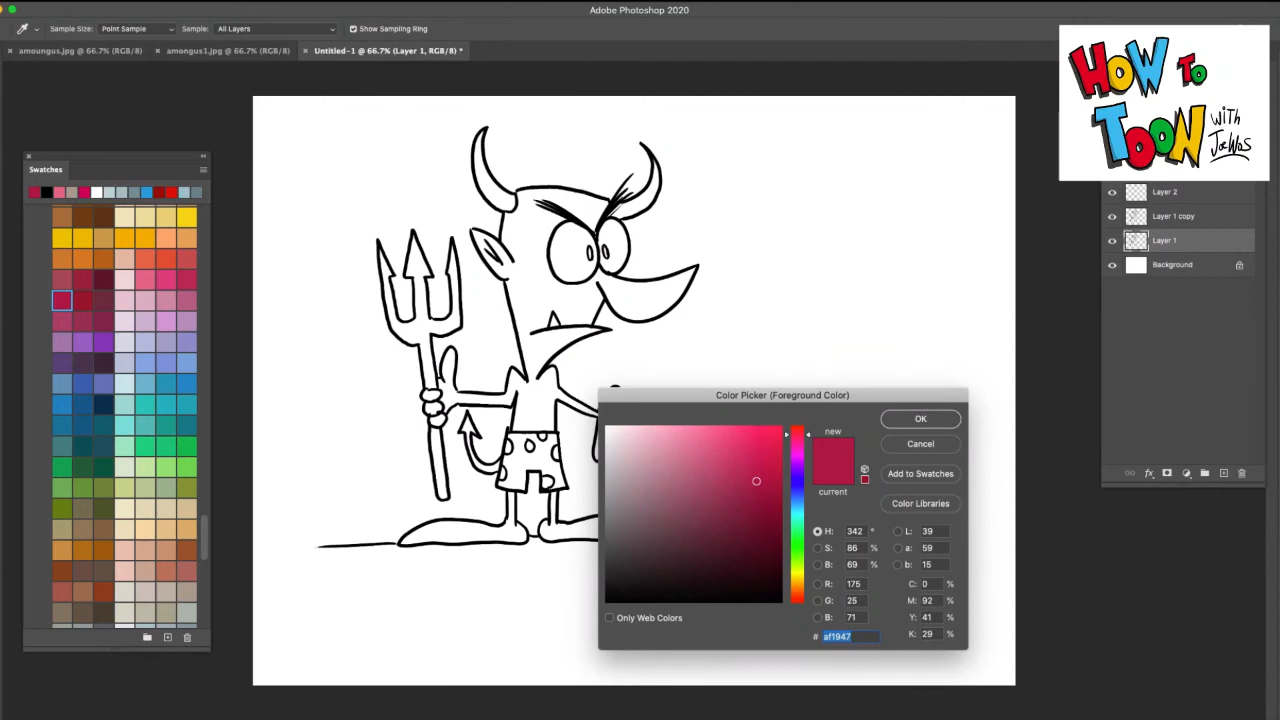 Adobe Photoshop 2020
Sample Size: Point Sample Sample: All Layers Show Sampling Ring
amoungus.jpg @ 66.7% (RGB/8) amongus1.jpg @ 66.7% (RGB/8) Untitled-1 @ 66.7% (Layer 1, RGB/8) *
HOW TO
TOON WITH
JoeWos
Swatches
Layer 2
Layer 1 copy
Layer 1
Background
Color Picker (Foreground Color)
new
current
OK
Cancel
Add to Swatches
Color Libraries
H: 342 ° L: 39
S: 86 % a: 59
B: 69 % b: 15
R: 175 C: 0 %
G: 25 M: 92 %
B: 71 Y: 41 %
# af1947 K: 29 %
Only Web Colors